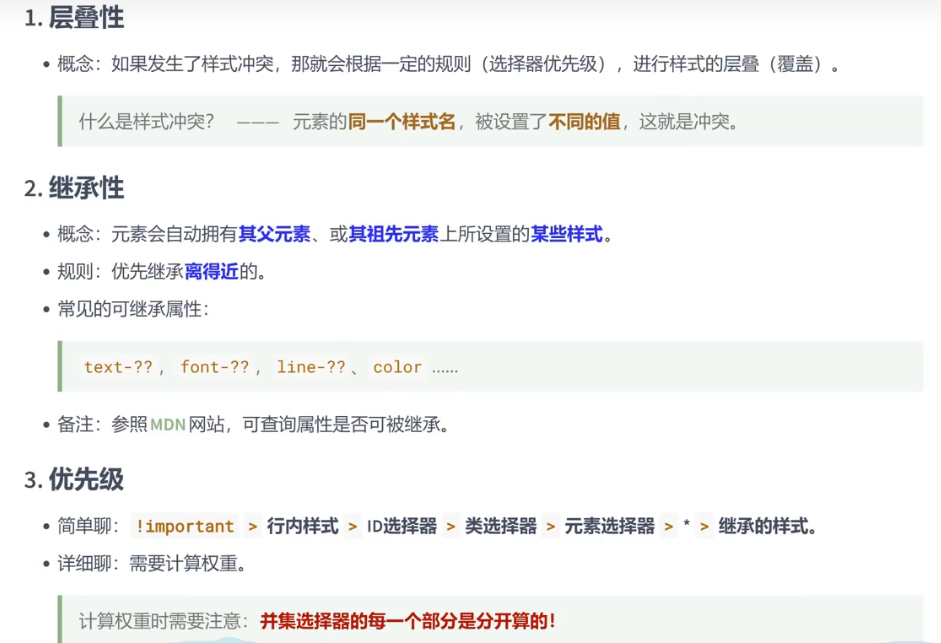 1. 层叠性
• 概念：如果发生了样式冲突，那就会根据一定的规则（选择器优先级），进行样式的层叠（覆盖）。
什么是样式冲突？ ——— 元素的同一个样式名，被设置了不同的值，这就是冲突。
2. 继承性
• 概念：元素会自动拥有其父元素、或其祖先元素上所设置的某些样式。
• 规则：优先继承离得近的。
• 常见的可继承属性：
text-??，font-??，line-??、color ……
• 备注：参照MDN网站，可查询属性是否可被继承。
3. 优先级
• 简单聊：!important > 行内样式 > ID选择器 > 类选择器 > 元素选择器 > * > 继承的样式。
• 详细聊：需要计算权重。
计算权重时需要注意：并集选择器的每一个部分是分开算的！